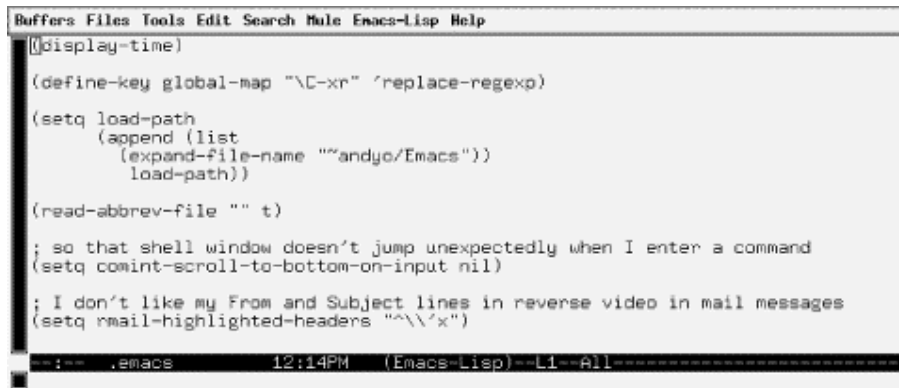 Buffers Files Tools Edit Search Mule Emacs-Lisp Help
(display-time)
(define-key global-map "\C-xr" 'replace-regexp)
(setq load-path
(append (list
(expand-file-name "~andyo/Emacs"))
load-path))
(read-abbrev-file "" t)
; so that shell window doesn't jump unexpectedly when I enter a command
(setq comint-scroll-to-bottom-on-input nil)
; I don't like my From and Subject lines in reverse video in mail messages
(setq rmail-highlighted-headers "^\\'x")
--:-- .emacs 12:14PM (Emacs-Lisp)--L1--All--------------------------